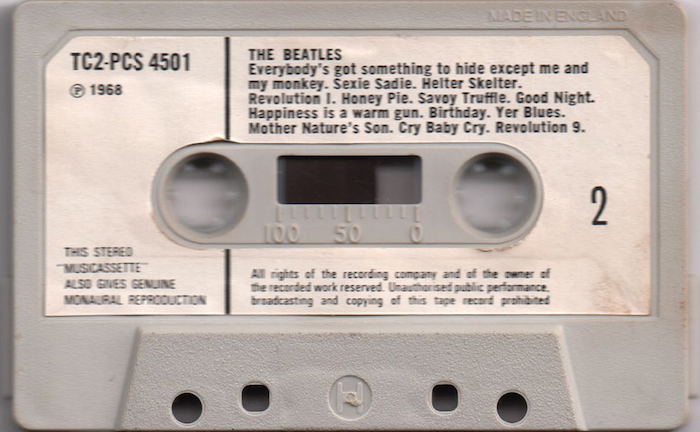 MADE IN ENGLAND
TC2-PCS 4501
Ⓟ 1968
THE BEATLES
Everybody's got something to hide except me and
my monkey. Sexie Sadie. Helter Skelter.
Revolution I. Honey Pie. Savoy Truffle. Good Night.
Happiness is a warm gun. Birthday. Yer Blues.
Mother Nature's Son. Cry Baby Cry. Revolution 9.
100 50 0
2
THIS STEREO
"MUSICASSETTE"
ALSO GIVES GENUINE
MONAURAL REPRODUCTION
All rights of the recording company and of the owner of
the recorded work reserved. Unauthorised public performance,
broadcasting and copying of this tape record prohibited